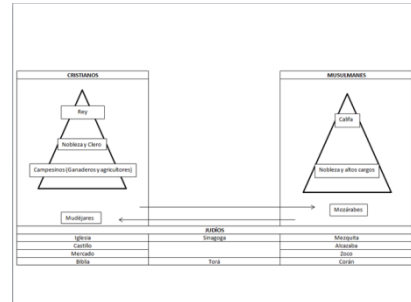 CRISTIANOS
MUSULMANES
Rey
Califa
Nobleza y Clero
Campesinos (Ganaderos y agricultores)
Nobleza y altos cargos
Mudéjares
Mozárabes
JUDÍOS
Iglesia Sinagoga Mezquita
Castillo Alcazaba
Mercado Zoco
Biblia Torá Corán